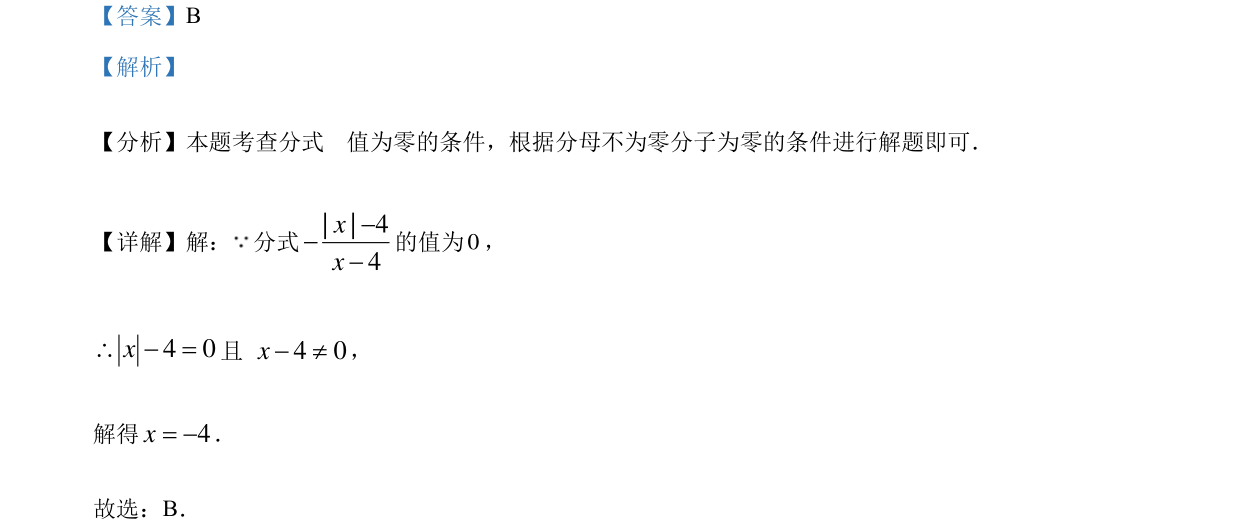 【答案】B
【解析】
【分析】本题考查分式 值为零的条件，根据分母不为零分子为零的条件进行解题即可．
【详解】解：∵分式$-\frac{|x|-4}{x-4}$的值为0，
∴|x|−4=0且 x−4≠0，
解得x=−4．
故选：B．